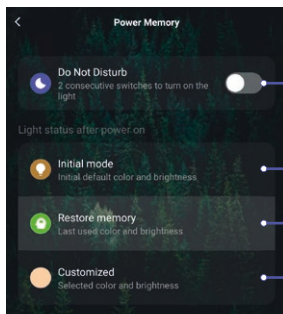 Power Memory
Do Not Disturb
2 consecutive switches to turn on the
light
Light status after power on
Initial mode
Initial default color and brightness
Restore memory
Last used color and brightness
Customized
Selected color and brightness